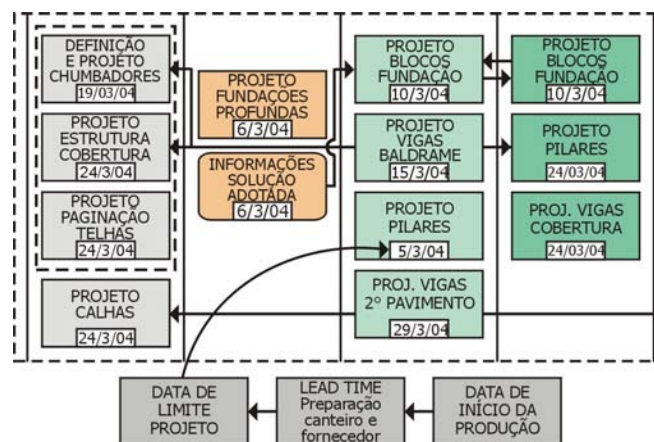 DEFINIÇÃO
E PROJETO
CHUMBADORES
19/03/04
PROJETO
ESTRUTURA
COBERTURA
24/3/04
PROJETO
PAGINAÇÃO
TELHAS
24/3/04
PROJETO
CALHAS
24/3/04
PROJETO
FUNDAÇÕES
PROFUNDAS
6/3/04
INFORMAÇÕES
SOLUÇÃO
ADOTADA
6/3/04
PROJETO
BLOCOS
FUNDAÇÃO
10/3/04
PROJETO
VIGAS
BALDRAME
15/3/04
PROJETO
PILARES
5/3/04
PROJ. VIGAS
2º PAVIMENTO
29/3/04
PROJETO
BLOCOS
FUNDAÇÃO
10/3/04
PROJETO
PILARES
24/03/04
PROJ. VIGAS
COBERTURA
24/03/04
DATA DE
LIMITE
PROJETO
LEAD TIME
Preparação
canteiro e
fornecedor
DATA DE
INÍCIO DA
PRODUÇÃO